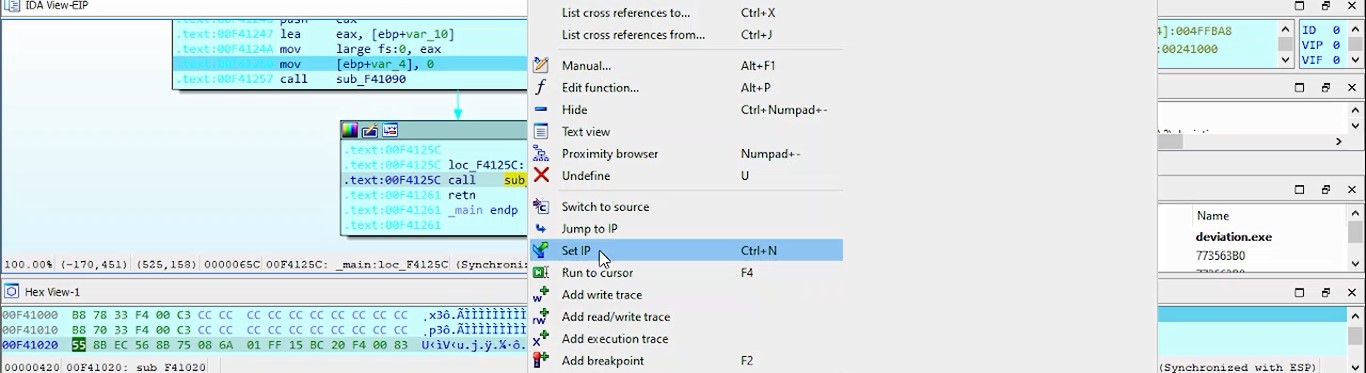 IDA View-EIP
.text:00F41246 push eax
.text:00F41247 lea eax, [ebp+var_10]
.text:00F4124A mov large fs:0, eax
mov [ebp+var_4], 0
.text:00F41257 call sub_F41090
.text:00F4125C
.text:00F4125C loc_F4125C:
.text:00F4125C call sub_
.text:00F41261 retn
.text:00F41261 _main endp
.text:00F41261
100.00% (-170,451) (525,158) 0000065C 00F4125C: _main:loc_F4125C (Synchroni
Hex View-1
00F41000 B8 78 33 F4 00 C3 CC CC CC CC CC CC CC CC CC CC ¸x3ô.ÃÌÌÌÌÌÌÌÌÌÌ
00F41010 B8 70 33 F4 00 C3 CC CC CC CC CC CC CC CC CC CC ¸p3ô.ÃÌÌÌÌÌÌÌÌÌÌ
00F41020 55 8B EC 56 8B 75 08 6A 01 FF 15 BC 20 F4 00 83 U‹ìV‹u.j.ÿ.¼·ô.
00000420 00F41020: sub_F41020
List cross references to... Ctrl+X
List cross references from... Ctrl+J
Manual... Alt+F1
Edit function... Alt+P
Hide Ctrl+Numpad+-
Text view
Proximity browser Numpad+-
Undefine U
Switch to source
Jump to IP
Set IP Ctrl+N
Run to cursor F4
Add write trace
Add read/write trace
Add execution trace
Add breakpoint F2
]:004FFBA8
:00241000
ID 0
VIP 0
VIF 0
Name
deviation.exe
773563B0
(Synchronized with ESP)